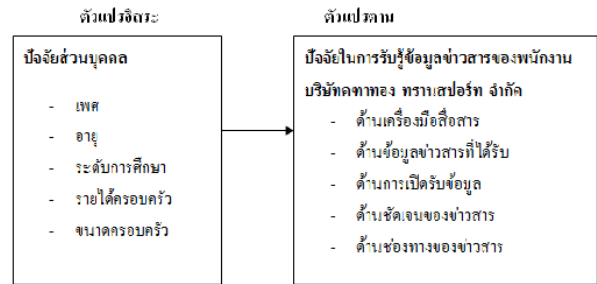 ตัวแปรอิสระ
ตัวแปรตาม
ปัจจัยส่วนบุคคล
- เพศ
- อายุ
- ระดับการศึกษา
- รายได้ครอบครัว
- ขนาดครอบครัว
ปัจจัยในการรับรู้ข้อมูลข่าวสารของพนักงาน
บริษัทคฑาทอง ทรานสปอร์ท จำกัด
- ด้านเครื่องมือสื่อสาร
- ด้านข้อมูลข่าวสารที่ได้รับ
- ด้านการเปิดรับข้อมูล
- ด้านชัดเจนของข่าวสาร
- ด้านช่องทางของข่าวสาร